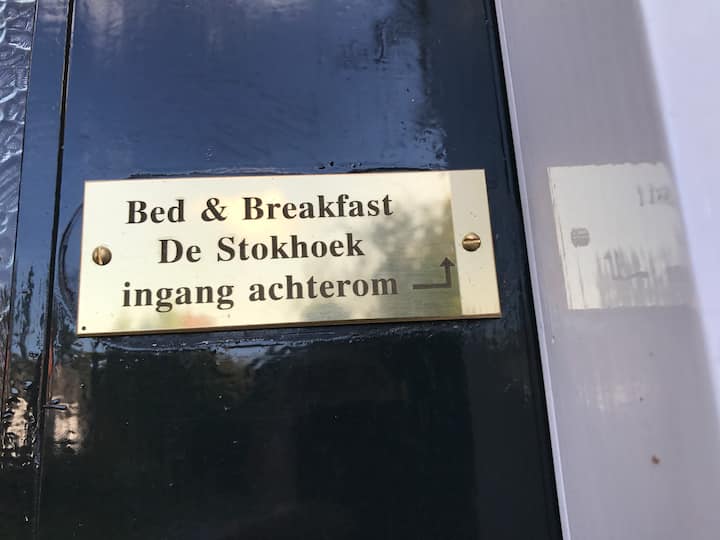 Bed & Breakfast
De Stokhoek
ingang achterom